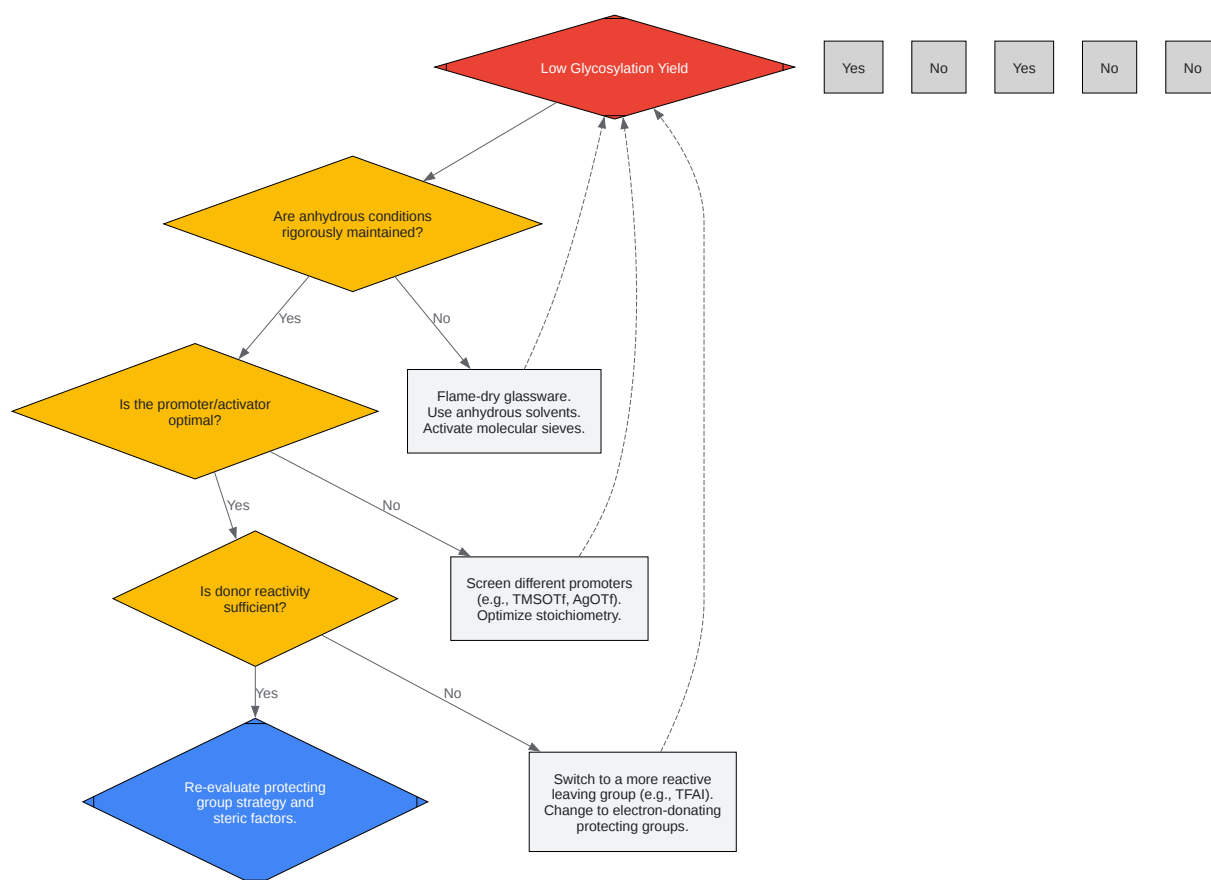 Low Glycosylation Yield
Yes
No
Yes
No
No
Are anhydrous conditions
rigorously maintained?
Yes
No
Is the promoter/activator
optimal?
Flame-dry glassware.
Use anhydrous solvents.
Activate molecular sieves.
Yes
No
Is donor reactivity
sufficient?
Screen different promoters
(e.g., TMSOTf, AgOTf).
Optimize stoichiometry.
Yes
No
Re-evaluate protecting
group strategy and
steric factors.
Switch to a more reactive
leaving group (e.g., TFAI).
Change to electron-donating
protecting groups.